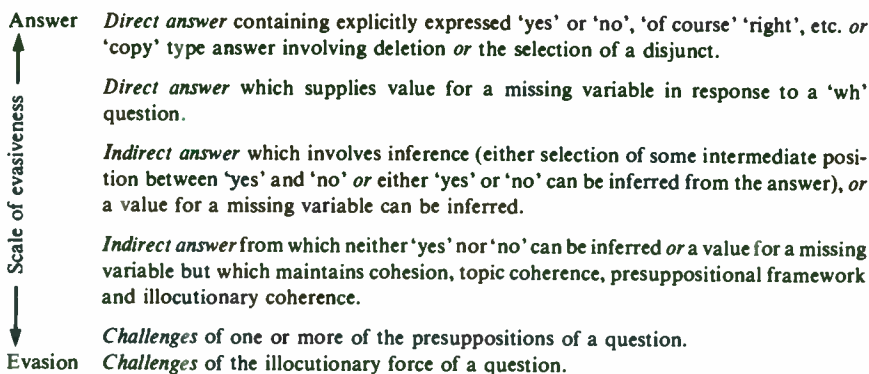 Answer Direct answer containing explicitly expressed ‘yes’ or ‘no’, ‘of course’ ‘right’, etc. or
‘copy’ type answer involving deletion or the selection of a disjunct.
Direct answer which supplies value for a missing variable in response to a ‘wh’
question.
Indirect answer which involves inference (either selection of some intermediate posi-
tion between ‘yes’ and ‘no’ or either ‘yes’ or ‘no’ can be inferred from the answer), or
a value for a missing variable can be inferred.
Indirect answer from which neither ‘yes’ nor ‘no’ can be inferred or a value for a missing
variable but which maintains cohesion, topic coherence, presuppositional framework
and illocutionary coherence.
Challenges of one or more of the presuppositions of a question.
Evasion Challenges of the illocutionary force of a question.
Scale of evasiveness